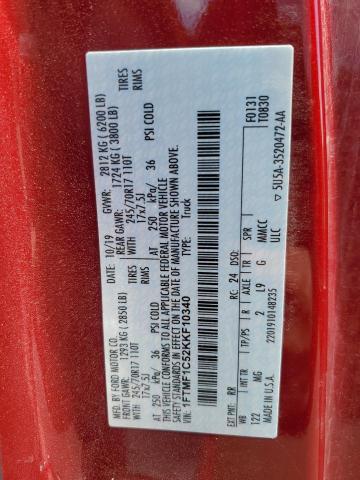 MFD. BY FORD MOTOR CO.
DATE: 10/19 GVWR: 2812 KG ( 6200 LB)
FRONT GAWR: REAR GAWR:
1293 KG ( 2850 LB) 1724 KG ( 3800 LB)
245/70R17 110T TIRES 245/70R17 110T TIRES
17x7.5J RIMS 17x7.5J RIMS
AT 250 kPa/ 36 PSI COLD AT 250 kPa/ 36 PSI COLD
THIS VEHICLE CONFORMS TO ALL APPLICABLE FEDERAL MOTOR VEHICLE
SAFETY STANDARDS IN EFFECT ON THE DATE OF MANUFACTURE SHOWN ABOVE.
VIN: 1FTMF1C52KKF10340 Truck
F0131
T0830
EXT PNT: RR RC: 24 DSO:
WB INT TR TP/PS R AXLE TR SPR
122 MG 2 L9 G MMCC
2201910148235 ULC
MADE IN U.S.A. ▽ 5U5A-3520472-AA